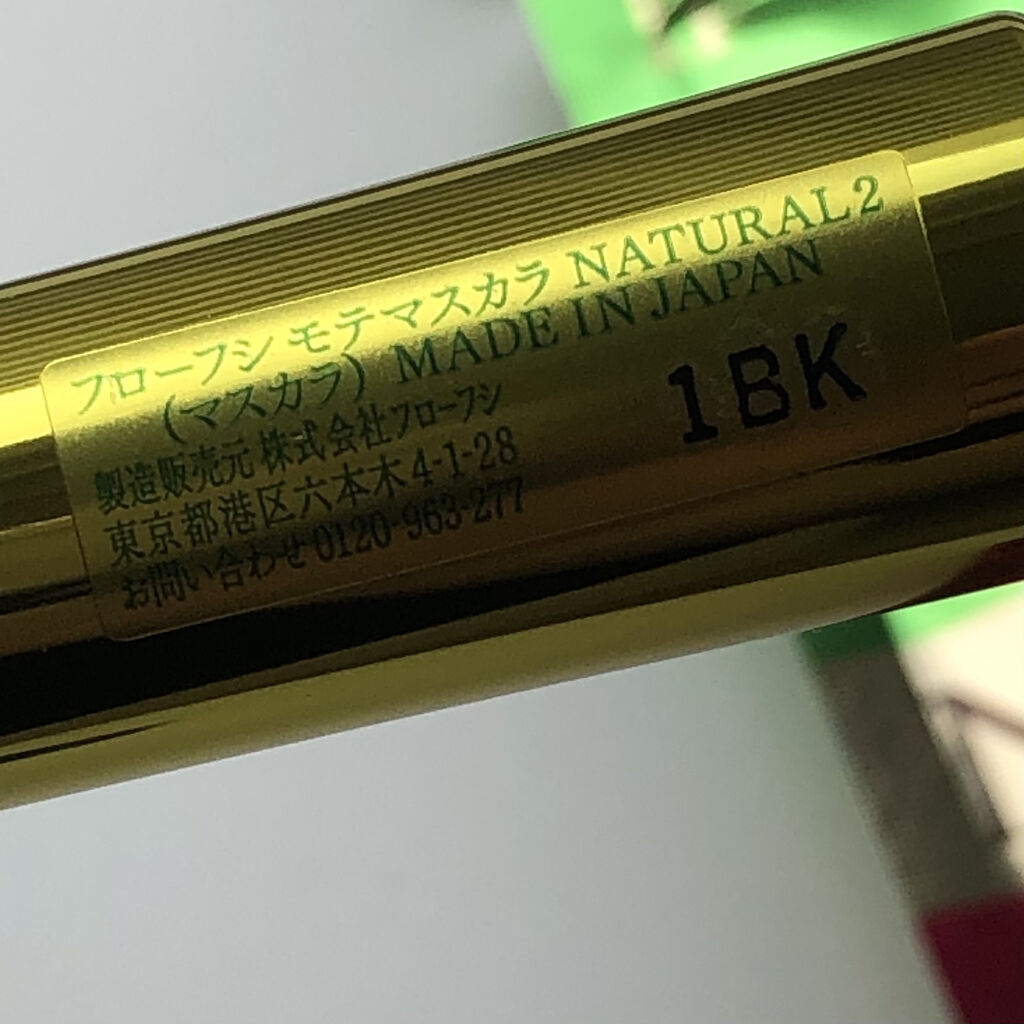 フローフシ モテマスカラ NATURAL 2
(マスカラ) MADE IN JAPAN
1BK
製造販売元 株式会社フローフシ
東京都港区六本木4-1-28
お問い合わせ 0120-963-277